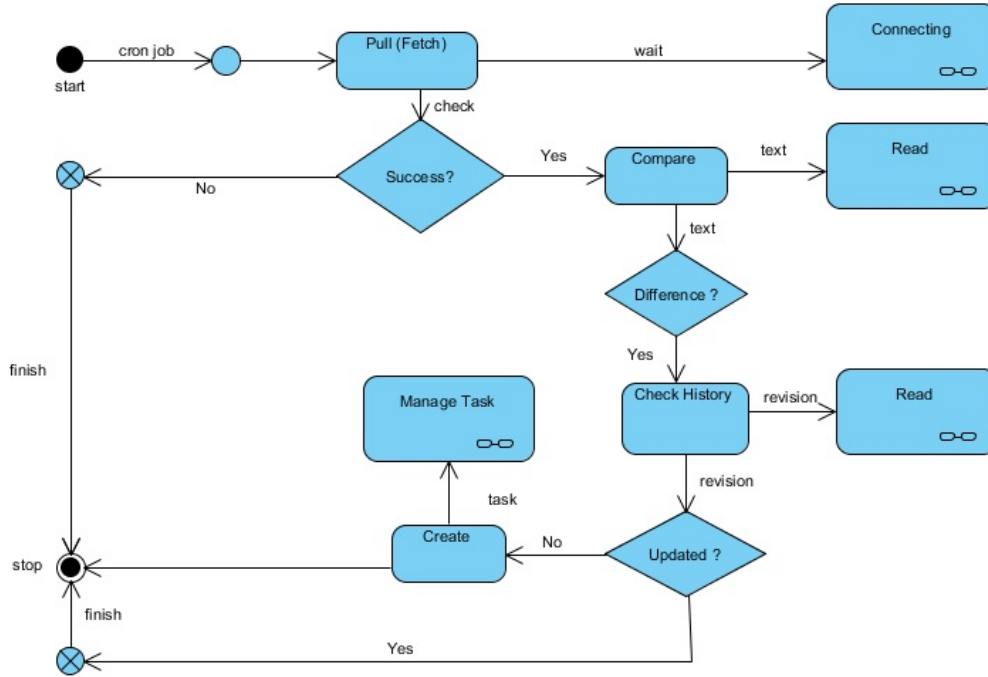 Pull (Fetch)
Connecting
cron job
wait
start
check
Success?
Yes
Compare
text
Read
No
text
Difference ?
Yes
finish
Manage Task
Check History
revision
Read
task
revision
stop
Create
No
Updated ?
finish
Yes